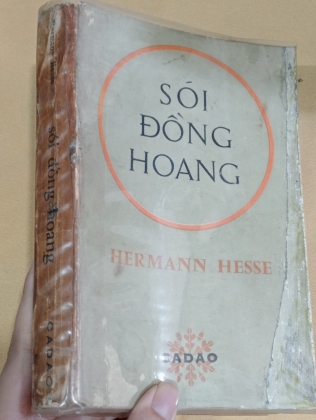 SÓI
ĐỒNG
HOANG
HERMANN HESSE
CADAO
sói đồng hoang
CADAO